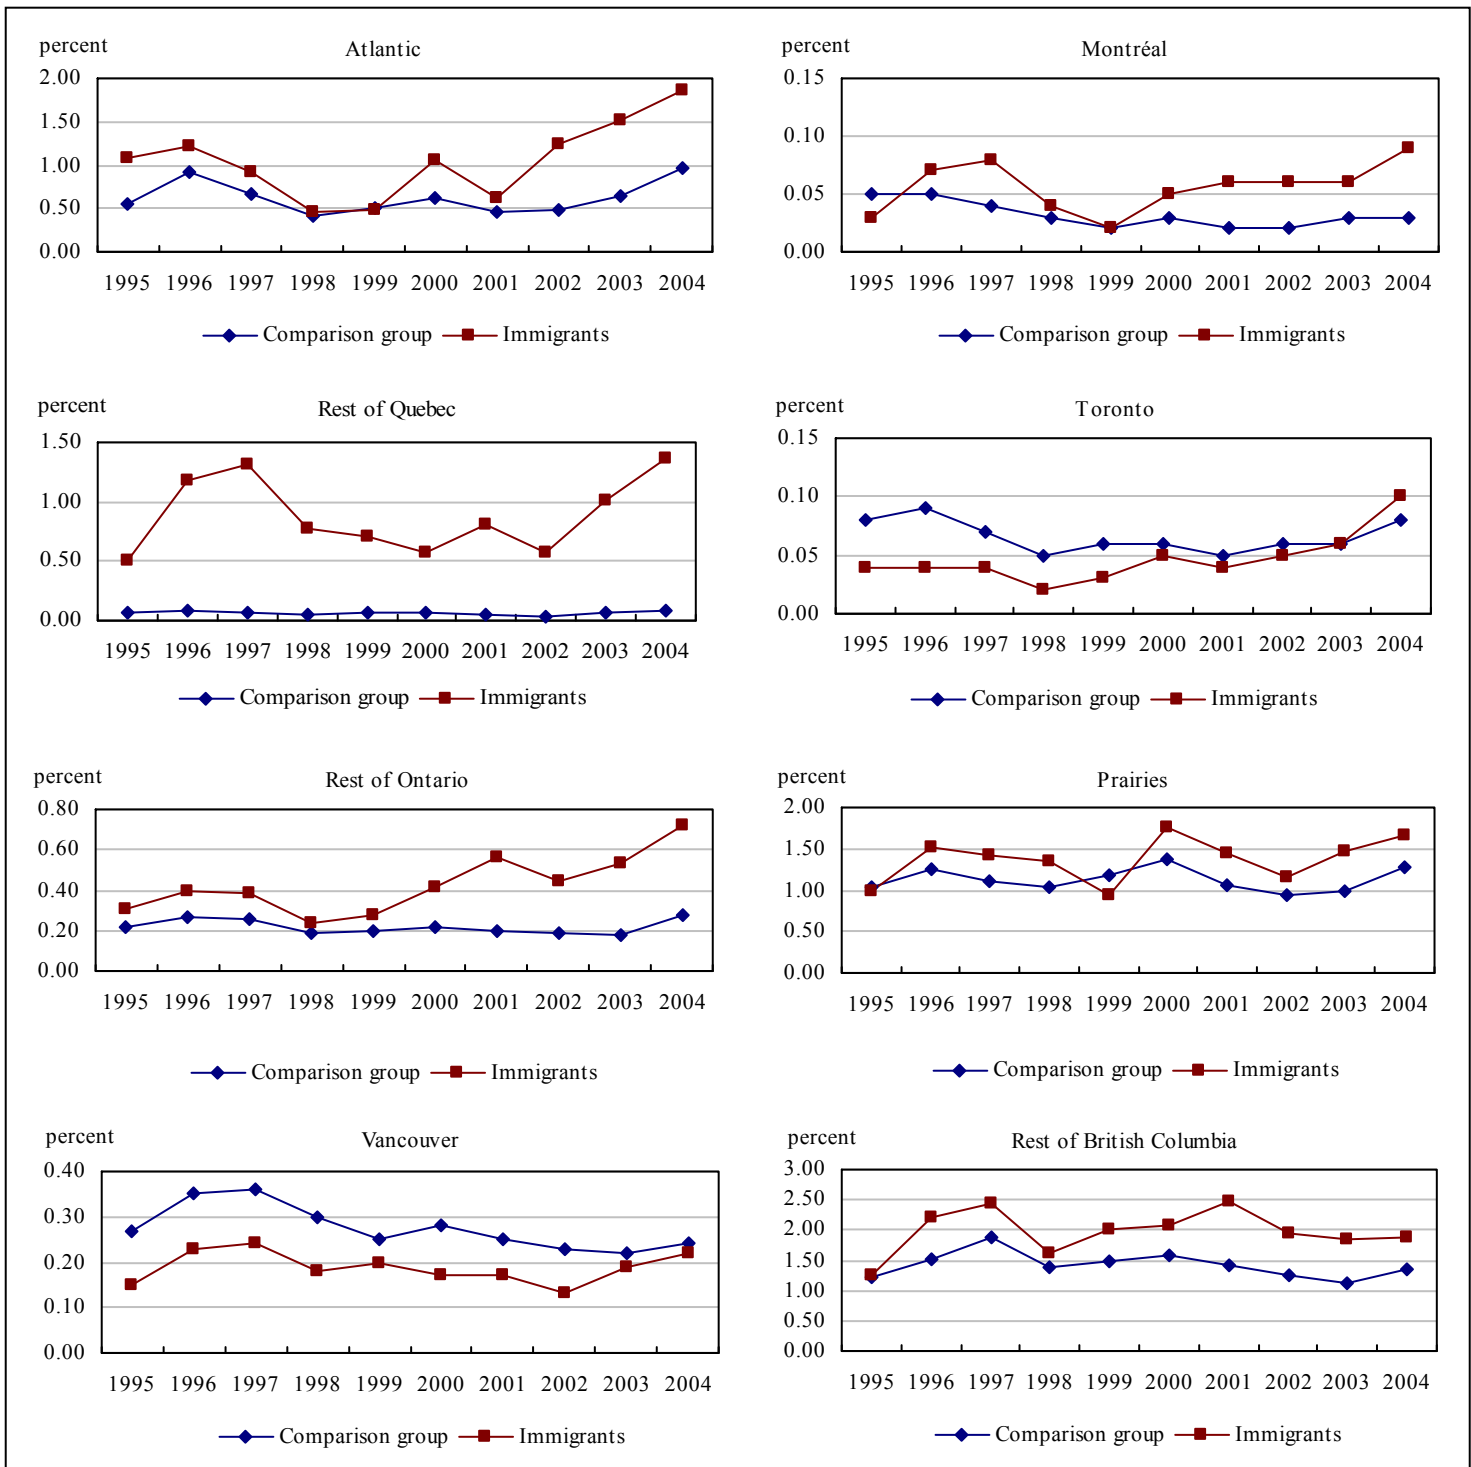 percent
Atlantic
2.00
1.50
1.00
0.50
0.00
1995 1996 1997 1998 1999 2000 2001 2002 2003 2004
Comparison group Immigrants
percent
Montréal
0.15
0.10
0.05
0.00
1995 1996 1997 1998 1999 2000 2001 2002 2003 2004
Comparison group Immigrants
percent
Rest of Quebec
1.50
1.00
0.50
0.00
1995 1996 1997 1998 1999 2000 2001 2002 2003 2004
Comparison group Immigrants
percent
Toronto
0.15
0.10
0.05
0.00
1995 1996 1997 1998 1999 2000 2001 2002 2003 2004
Comparison group Immigrants
percent
Rest of Ontario
0.80
0.60
0.40
0.20
0.00
1995 1996 1997 1998 1999 2000 2001 2002 2003 2004
Comparison group Immigrants
percent
Prairies
2.00
1.50
1.00
0.50
0.00
1995 1996 1997 1998 1999 2000 2001 2002 2003 2004
Comparison group Immigrants
percent
Vancouver
0.40
0.30
0.20
0.10
0.00
1995 1996 1997 1998 1999 2000 2001 2002 2003 2004
Comparison group Immigrants
percent
Rest of British Columbia
3.00
2.50
2.00
1.50
1.00
0.50
0.00
1995 1996 1997 1998 1999 2000 2001 2002 2003 2004
Comparison group Immigrants